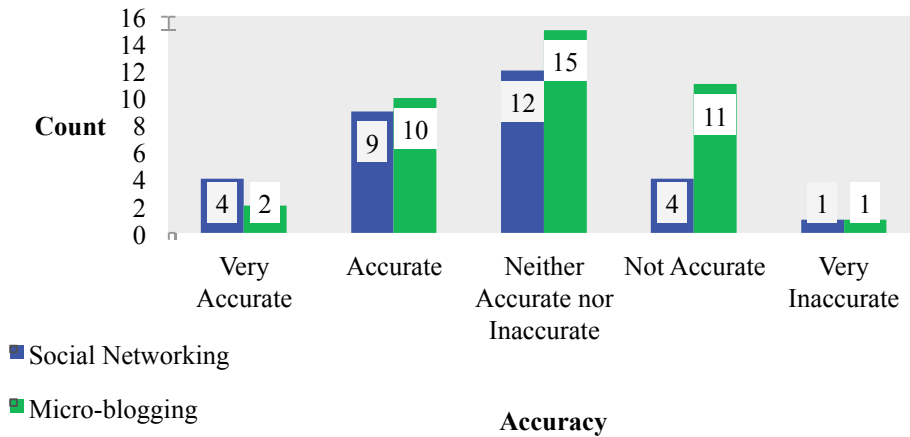 16
14
12
10
8
6
4
2
0
Count
4
2
9
10
12
15
4
11
1
1
Very
Accurate
Accurate
Neither
Accurate nor
Inaccurate
Not Accurate
Very
Inaccurate
Social Networking
Micro-blogging
Accuracy